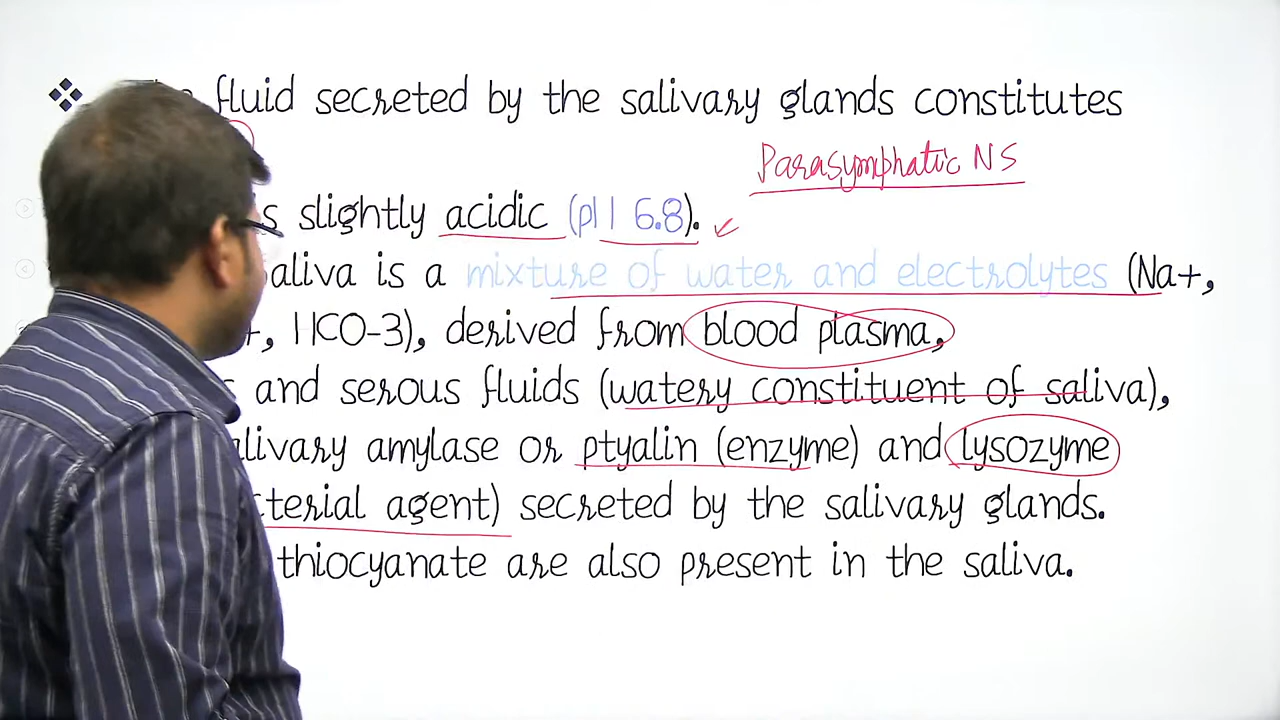 fluid secreted by the salivary glands constitutes
Parasymphatic NS
s slightly acidic (pH 6.8).
aliva is a mixture of water and electrolytes (Na+,
+, HCO-3), derived from blood plasma,
s and serous fluids (watery constituent of saliva),
alivary amylase or ptyalin (enzyme) and lysozyme
cterial agent) secreted by the salivary glands.
thiocyanate are also present in the saliva.